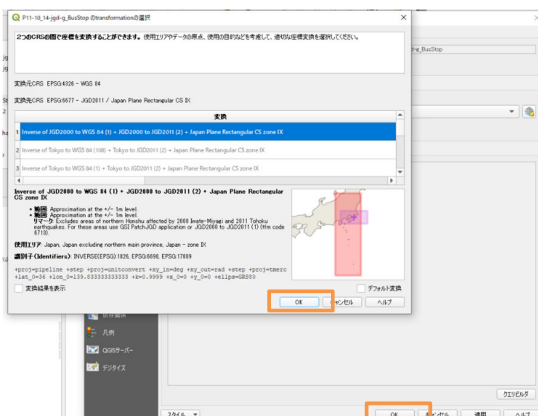 P11-10_14-jgd-g_BusStop のtransformationの選択
2つのCRSの間で座標を変換することができます。使用エリアやデータの原点、使用の目的などを考慮して、適切な座標変換を選択してください。
変換元CRS EPSG:4326 - WGS 84
変換先CRS EPSG:6677 - JGD2011 / Japan Plane Rectangular CS IX
変換
1 Inverse of JGD2000 to WGS 84 (1) + JGD2000 to JGD2011 (2) + Japan Plane Rectangular CS zone IX
2 Inverse of Tokyo to WGS 84 (108) + Tokyo to JGD2011 (2) + Japan Plane Rectangular CS zone IX
3 Inverse of Tokyo to WGS 84 (1) + Tokyo to JGD2011 (2) + Japan Plane Rectangular CS zone IX
Inverse of JGD2000 to WGS 84 (1) + JGD2000 to JGD2011 (2) + Japan Plane Rectangular
CS zone IX
• 範囲: Approximation at the +/- 1m level.
• 範囲: Approximation at the +/- 1m level.
リマーク: Excludes areas of northern Honshu affected by 2008 Iwate-Miyagi and 2011 Tohoku
earthquakes. For these areas use GSI PatchJGD application or JGD2000 to JGD2011 (1) (tfm code
6713).
使用エリア: Japan, Japan excluding northern main province, Japan - zone IX
識別子(Identifiers): INVERSE(EPSG):1826, EPSG:6698, EPSG:17809
+proj=pipeline +step +proj=unitconvert +xy_in=deg +xy_out=rad +step +proj=tmerc
+lat_0=36 +lon_0=139.833333333333 +k=0.9999 +x_0=0 +y_0=0 +ellps=GRS80
変換結果を表示
デフォルト変換
OK
キャンセル
ヘルプ
g_BusStop
依存関係
凡例
QGISサーバー
デジタイズ
クエリビルダ
スタイル
OK
キャンセル
適用
ヘルプ